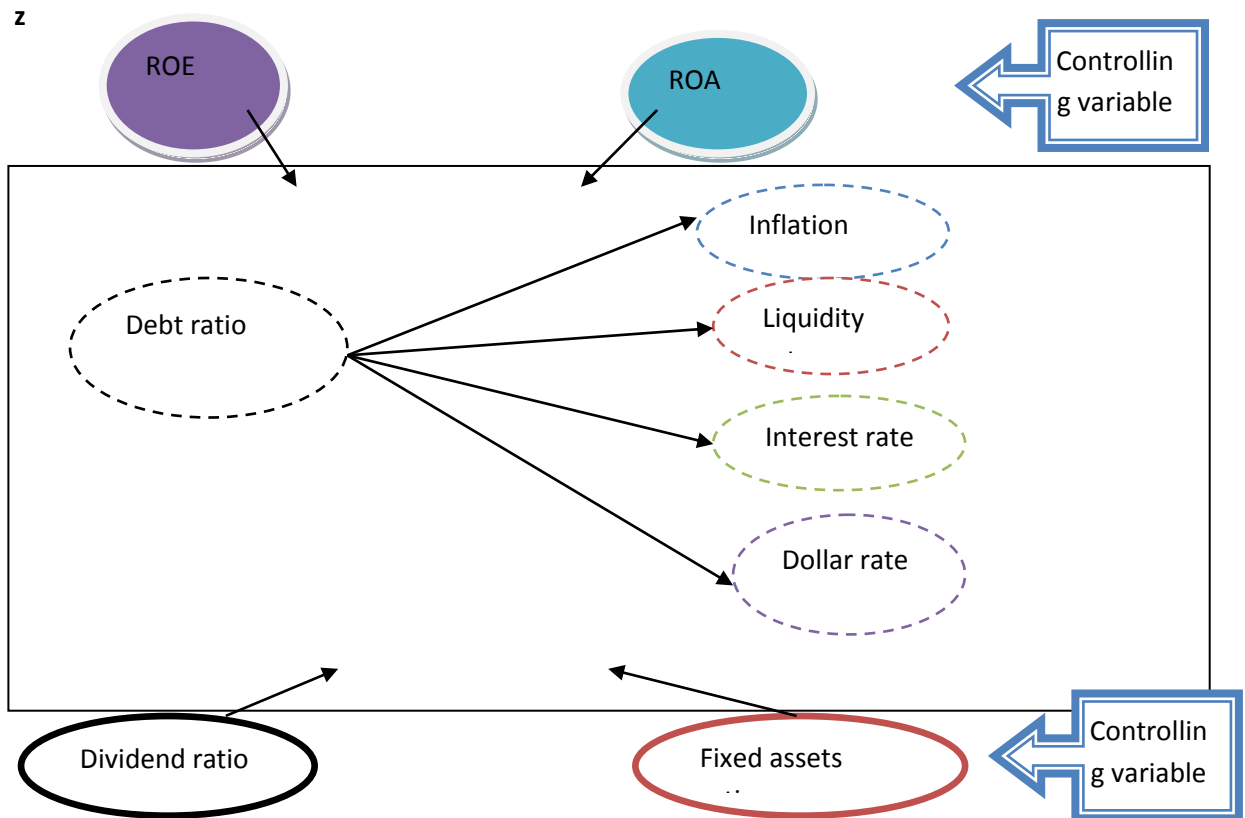 z
ROE
ROA
Controllin
g variable
Inflation
Debt ratio
Liquidity
Interest rate
Dollar rate
Dividend ratio
Fixed assets
Controllin
g variable